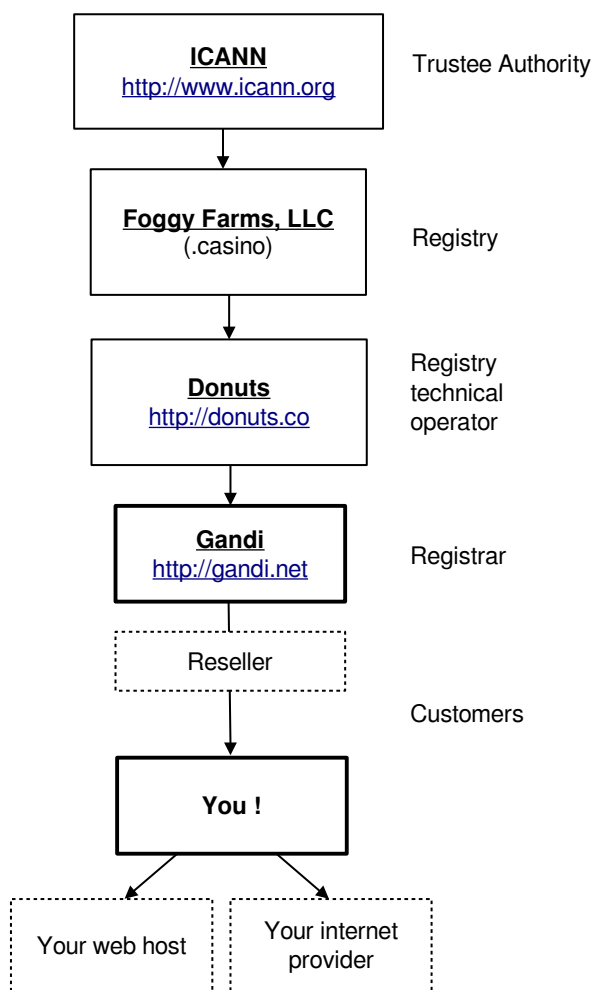 ICANN
http://www.icann.org
Trustee Authority
Foggy Farms, LLC
(.casino)
Registry
Donuts
http://donuts.co
Registry
technical
operator
Gandi
http://gandi.net
Registrar
Reseller
Customers
You !
Your web host
Your internet
provider